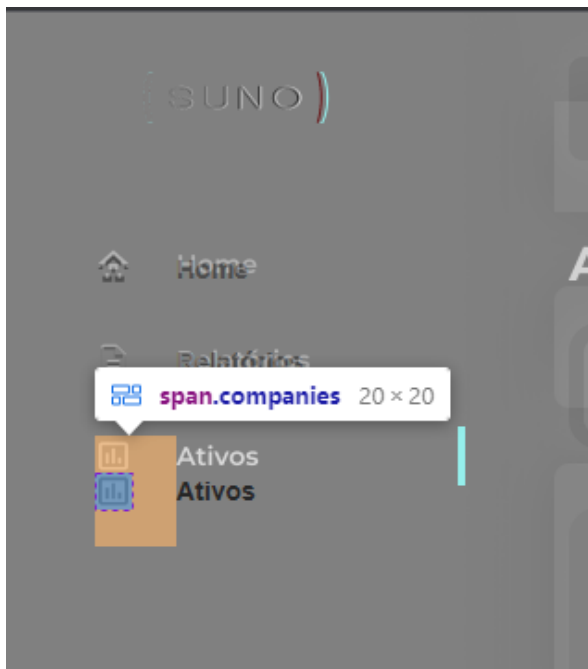 SUNO
Home
Relatórios
span.companies 20 × 20
Ativos
Ativos
A